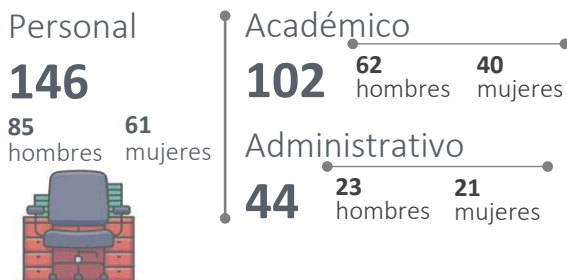 Personal
146
85 61
hombres mujeres
Académico
102
62 40
hombres mujeres
Administrativo
44
23 21
hombres mujeres